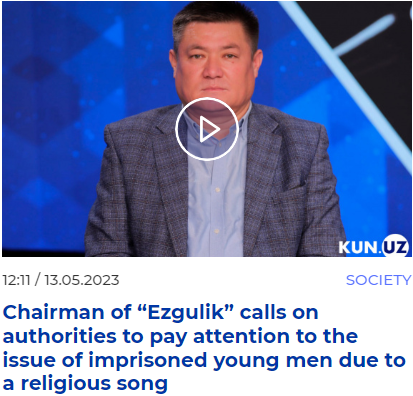 KUN.UZ
12:11 / 13.05.2023 SOCIETY
Chairman of “Ezgulik” calls on
authorities to pay attention to the
issue of imprisoned young men due to
a religious song